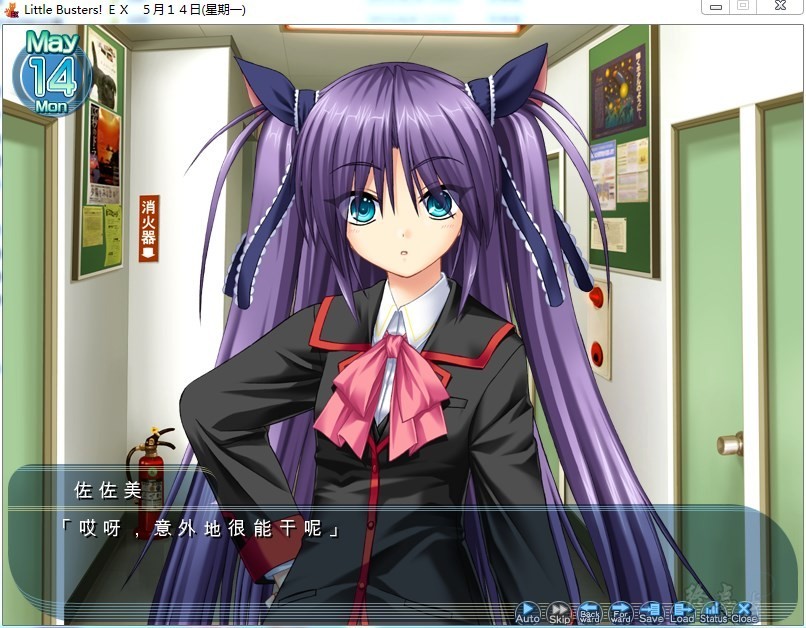 Little Busters! ＥＸ　５月１４日(星期一)
May
14
Mon
消火器
佐佐美
「哎呀，意外地很能干呢」
Auto Skip Back ward For ward Save Load Status Close